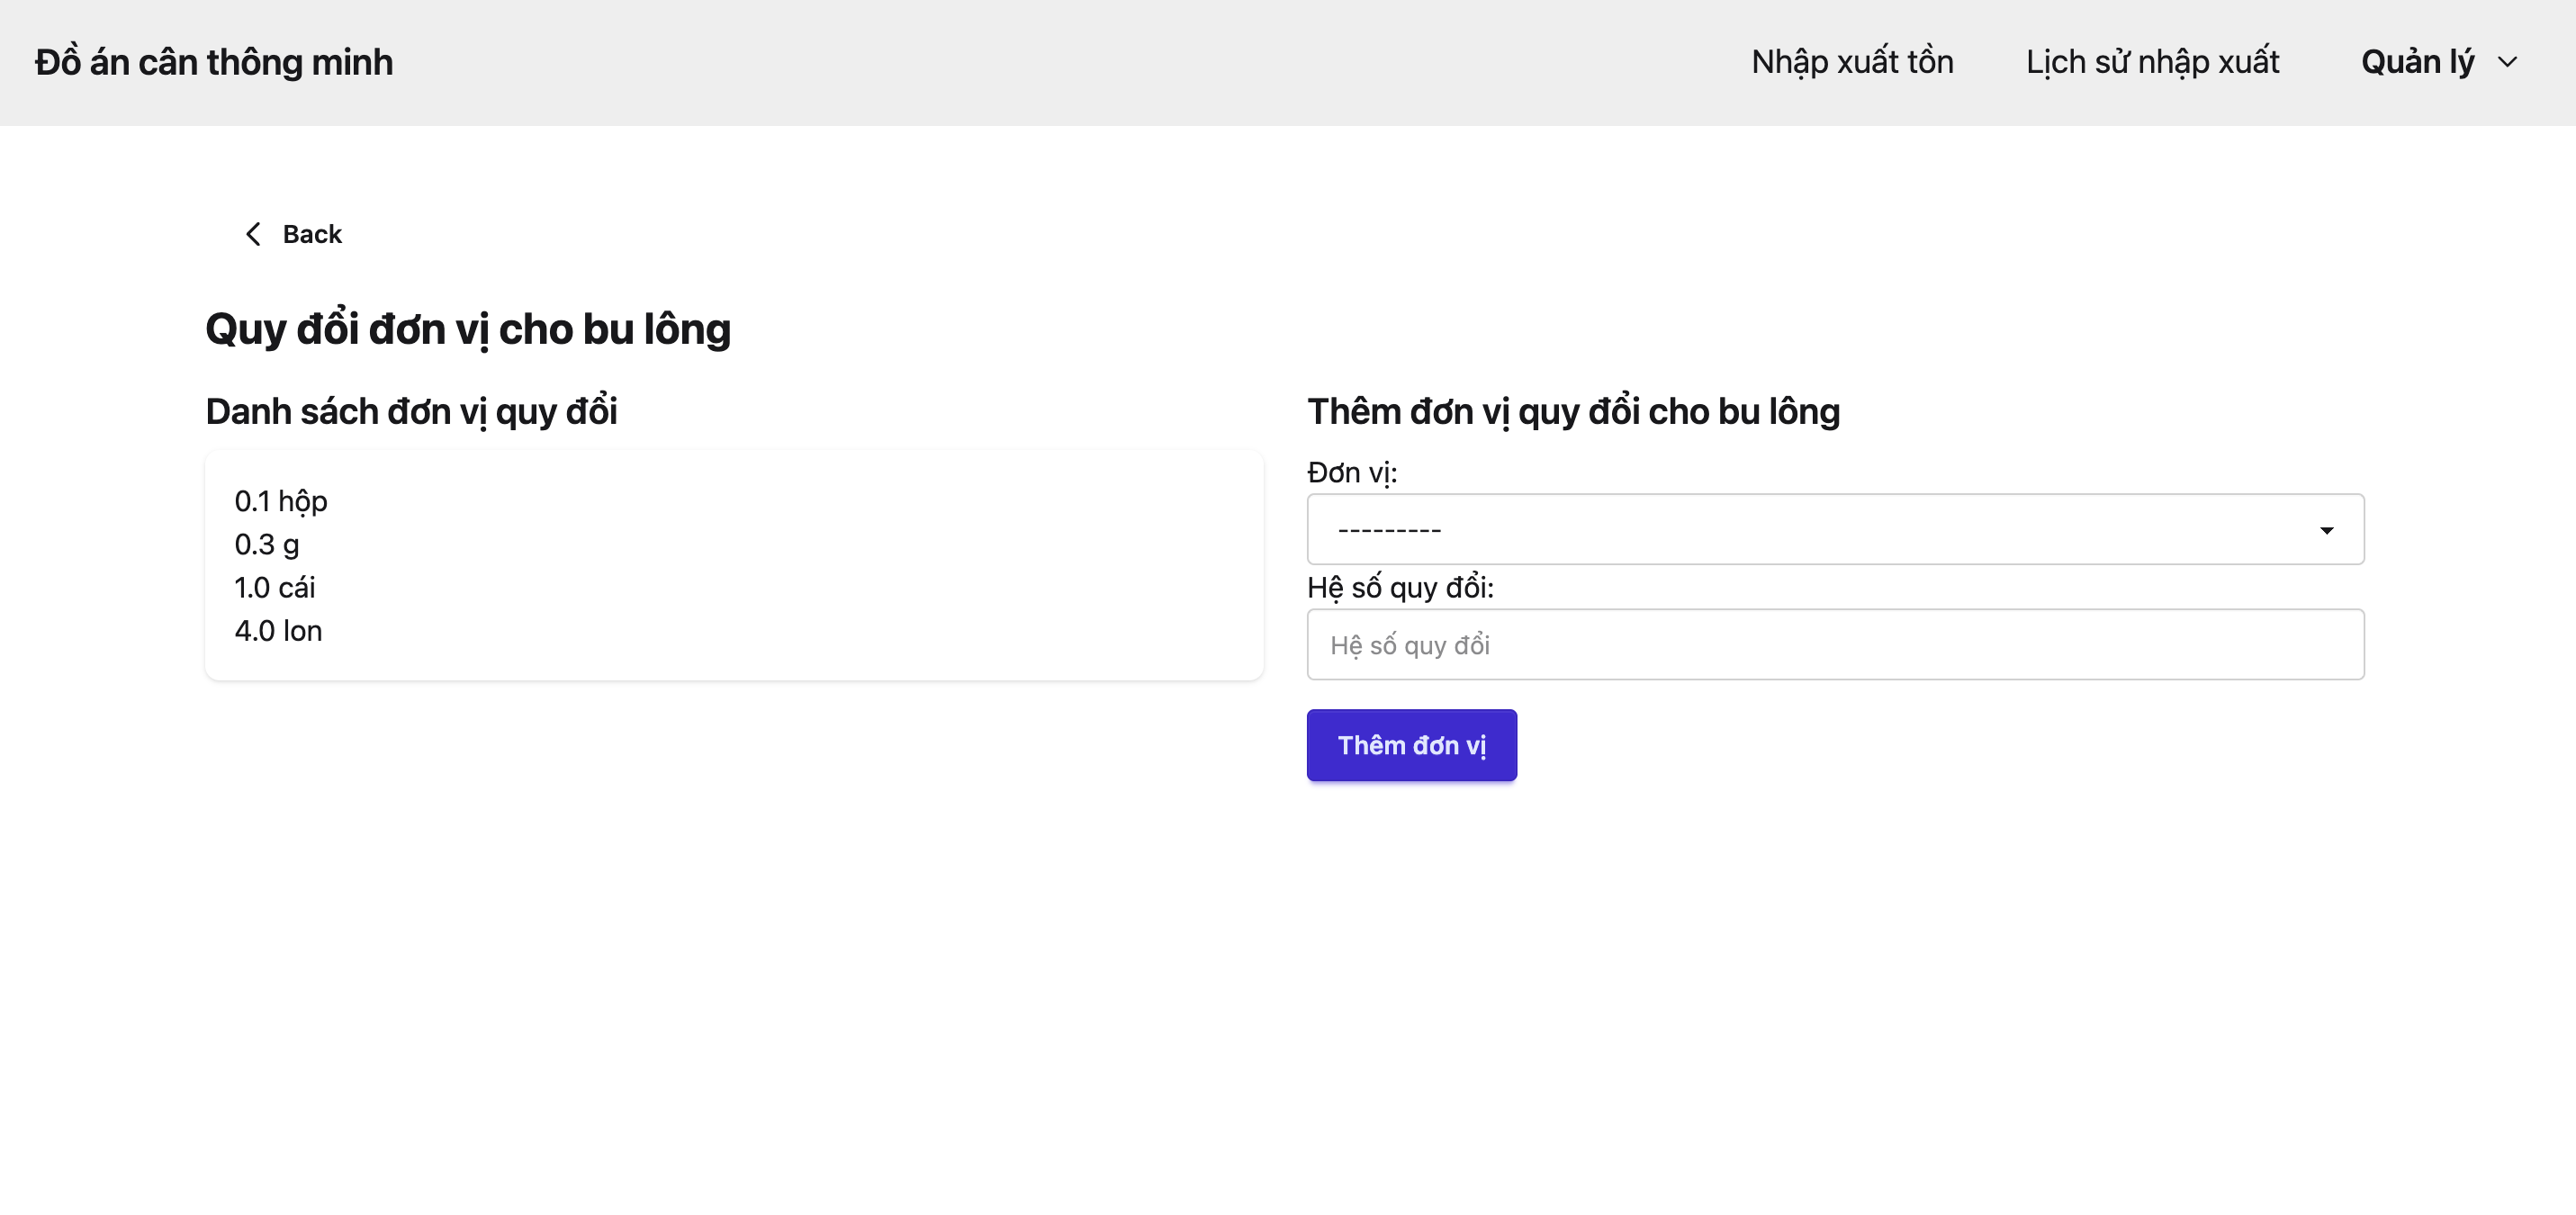 Đồ án cân thông minh
Nhập xuất tồn
Lịch sử nhập xuất
Quản lý
Back
Quy đổi đơn vị cho bu lông
Danh sách đơn vị quy đổi
0.1 hộp
0.3 g
1.0 cái
4.0 lon
Thêm đơn vị quy đổi cho bu lông
Đơn vị:
---------
Hệ số quy đổi:
Hệ số quy đổi
Thêm đơn vị